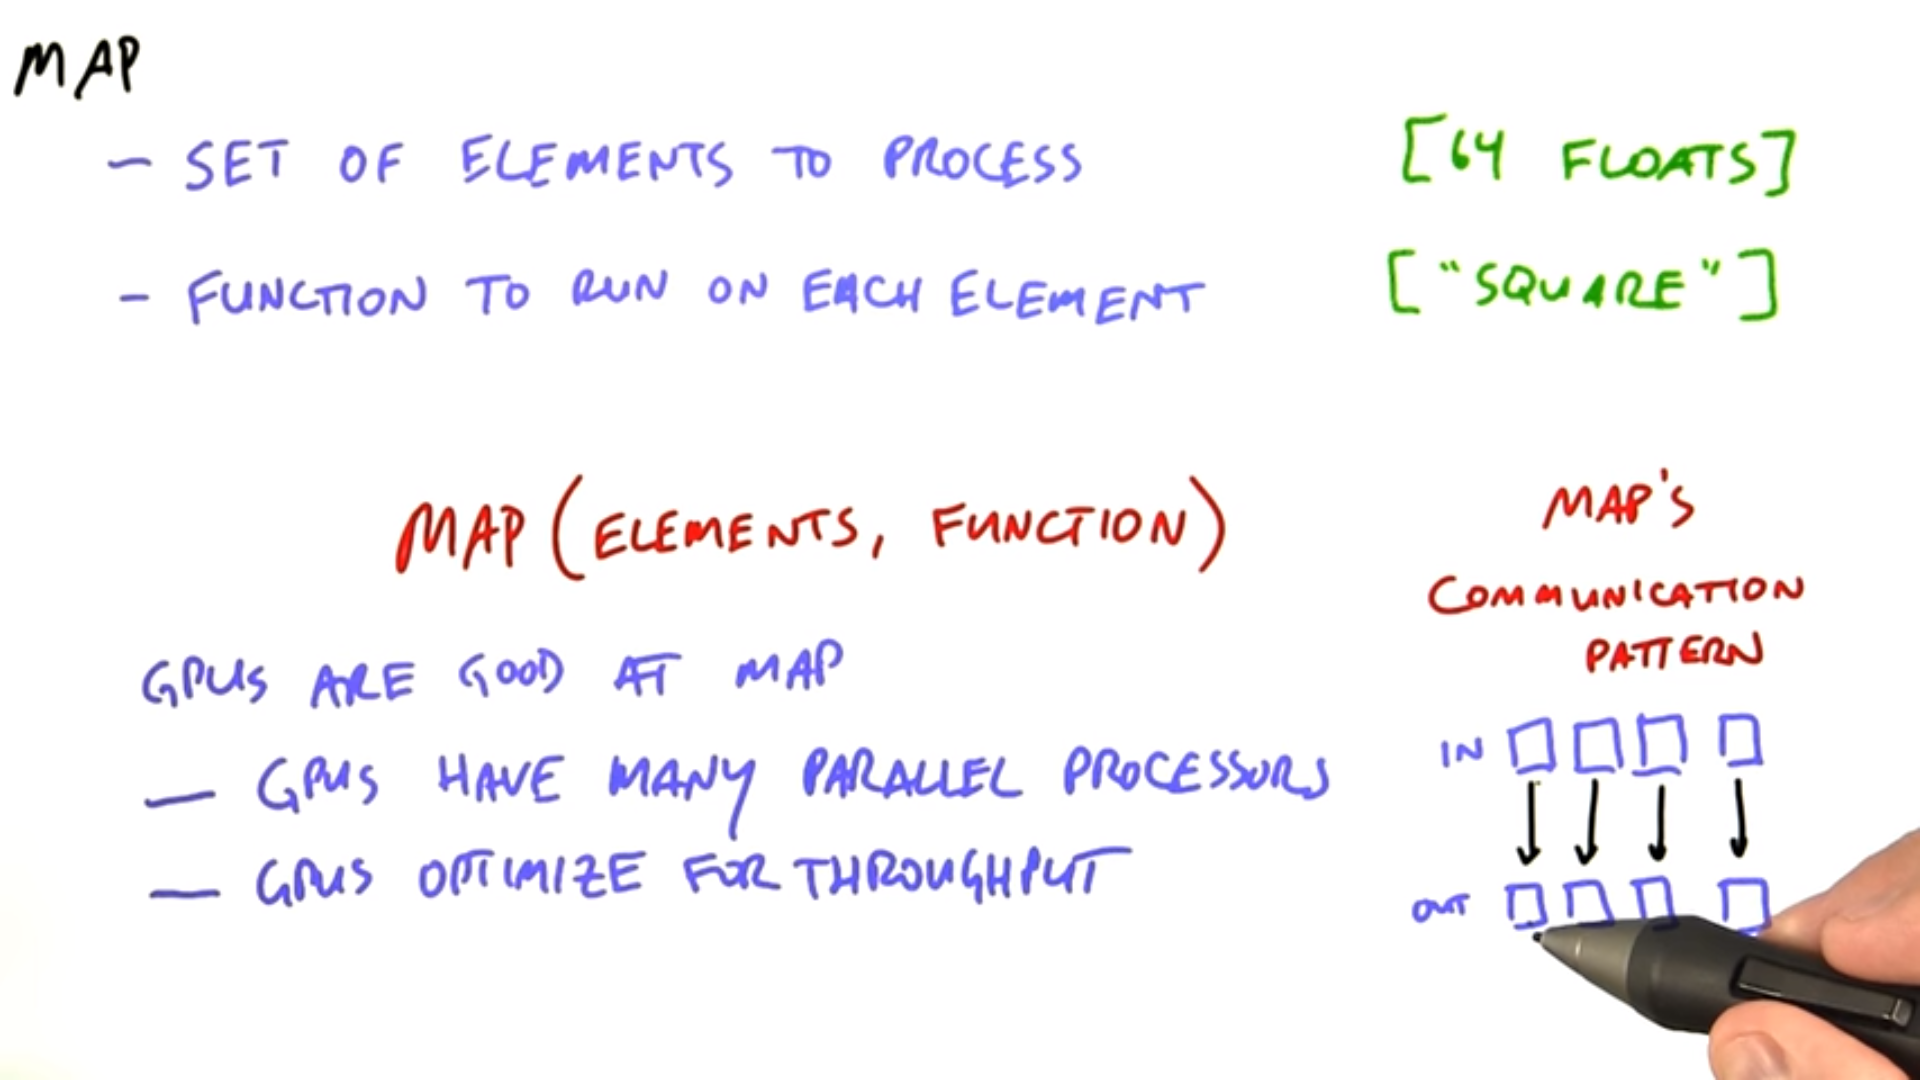 MAP
- SET OF ELEMENTS TO PROCESS [64 FLOATS]
- FUNCTION TO RUN ON EACH ELEMENT ["SQUARE"]
MAP (ELEMENTS, FUNCTION)
MAP'S
COMMUNICATION
PATTERN
GPUS ARE GOOD AT MAP
- GPUS HAVE MANY PARALLEL PROCESSORS
- GPUS OPTIMIZE FOR THROUGHPUT
IN
OUT